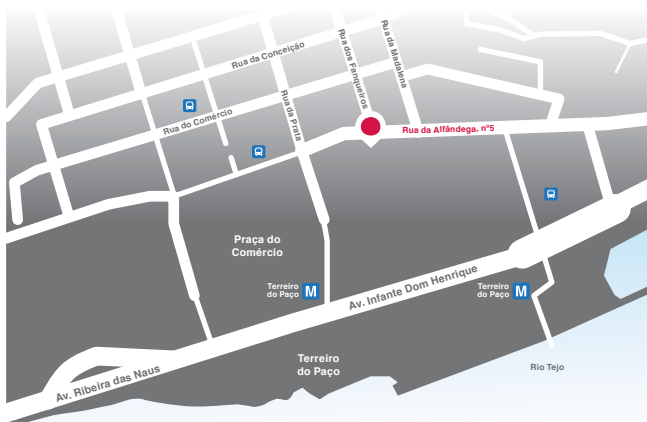 Rua da Conceição
Rua dos Fanqueiros
Rua da Madalena
Rua da Prata
Rua do Comércio
Rua da Alfândega, nº5
Praça do
Comércio
Terreiro
do Paço
M
Av. Infante Dom Henrique
Terreiro
do Paço
M
Terreiro
do Paço
Av. Ribeira das Naus
Rio Tejo